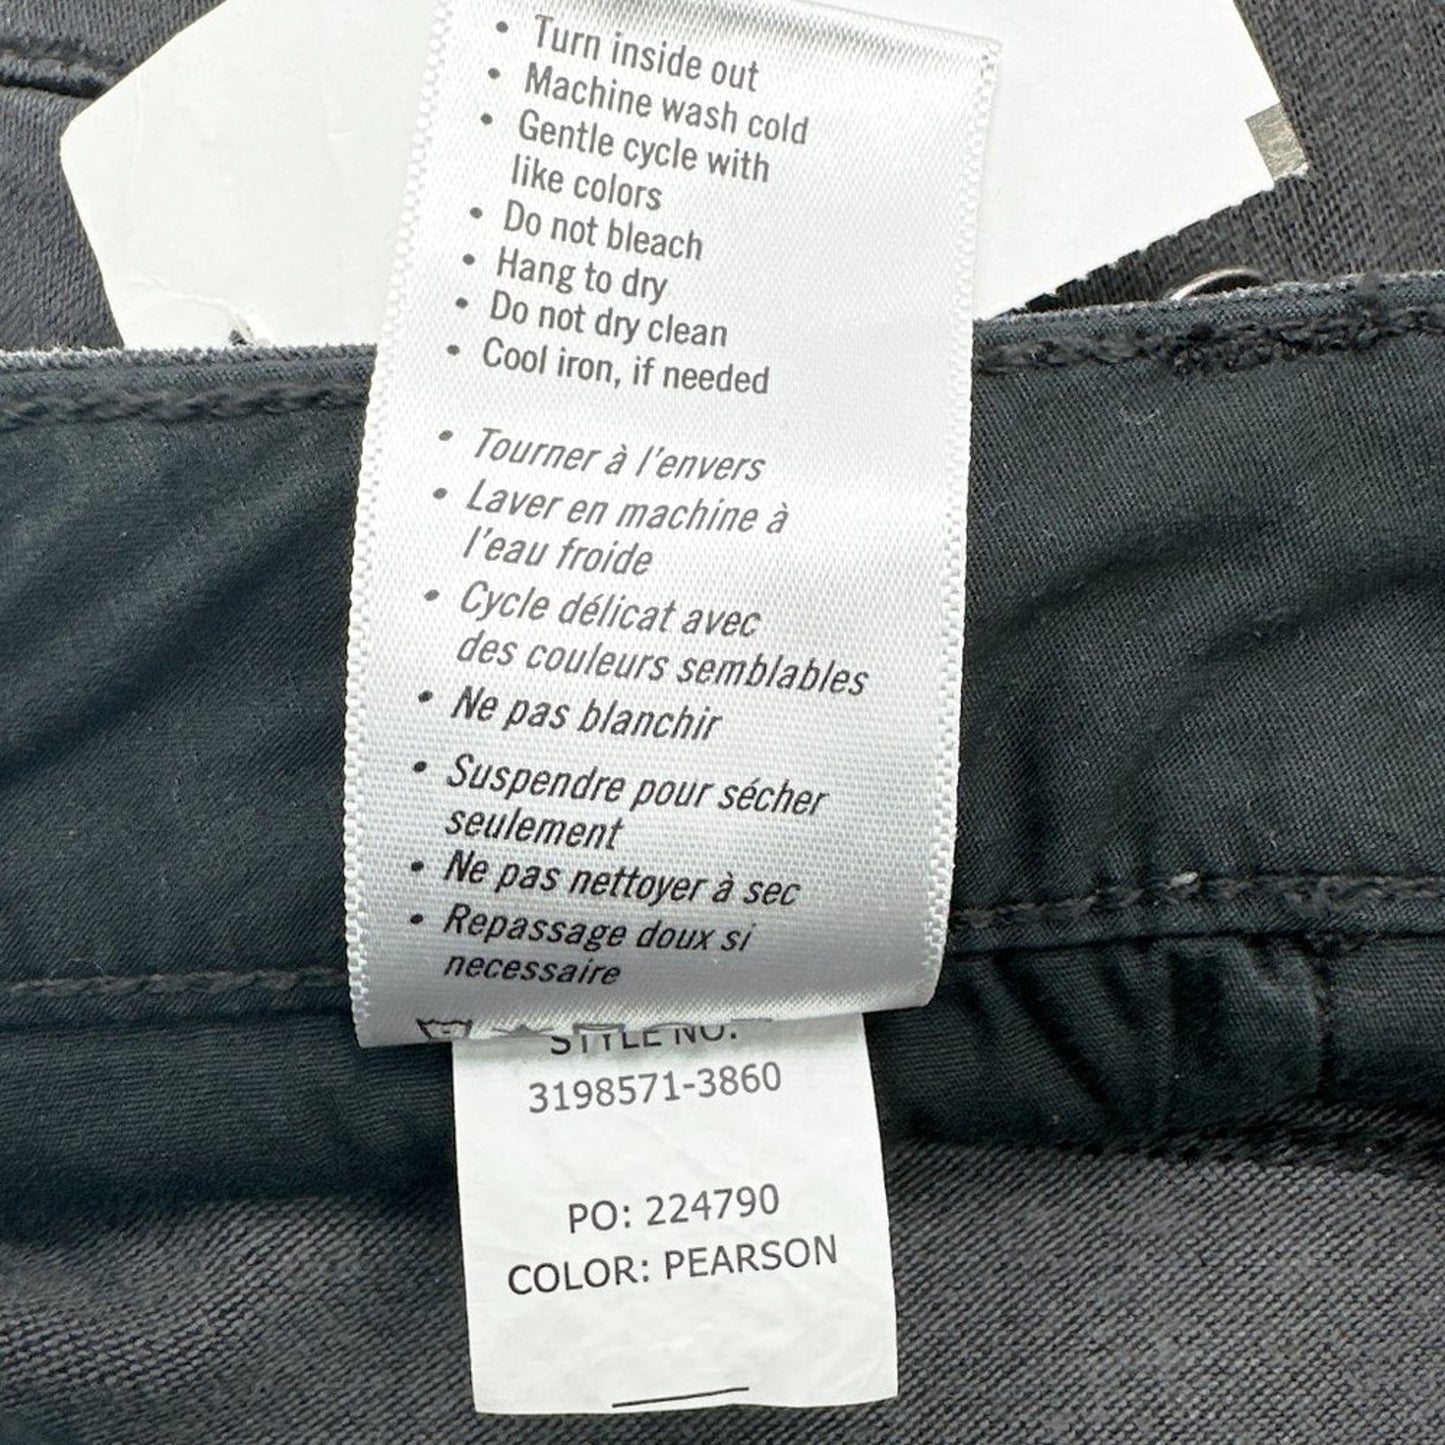 • Turn inside out
• Machine wash cold
• Gentle cycle with
like colors
• Do not bleach
• Hang to dry
• Do not dry clean
• Cool iron, if needed
• Tourner à l'envers
• Laver en machine à
l'eau froide
• Cycle délicat avec
des couleurs semblables
• Ne pas blanchir
• Suspendre pour sécher
seulement
• Ne pas nettoyer à sec
• Repassage doux si
necessaire
STYLE NO.
3198571-3860
PO: 224790
COLOR: PEARSON